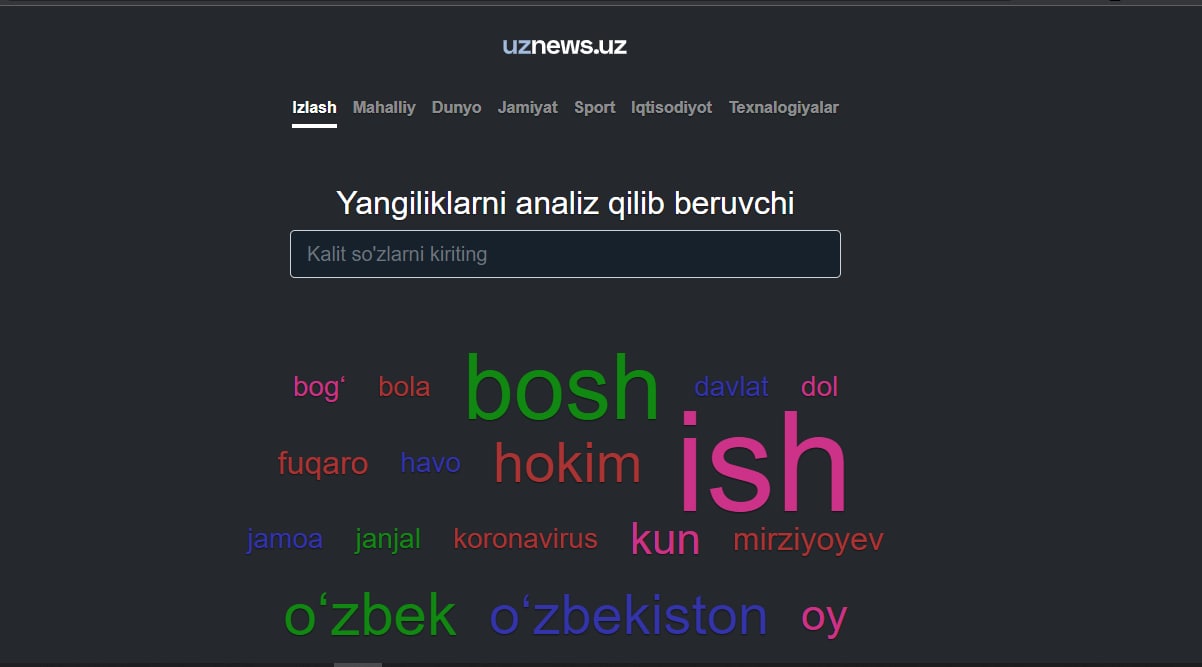 uznews.uz
Izlash Mahalliy Dunyo Jamiyat Sport Iqtisodiyot Texnalogiyalar
Yangiliklarni analiz qilib beruvchi
Kalit so'zlarni kiriting
bog‘ bola bosh davlat dol
fuqaro havo hokim ish
jamoa janjal koronavirus kun mirziyoyev
o‘zbek o‘zbekiston oy